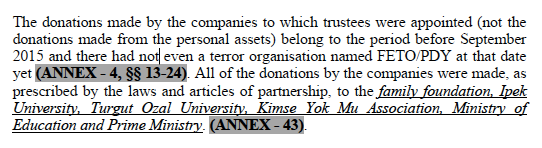 The donations made by the companies to which trustees were appointed (not the
donations made from the personal assets) belong to the period before September
2015 and there had not even a terror organisation named FETO/PDY at that date
yet (ANNEX - 4, §§ 13-24). All of the donations by the companies were made, as
prescribed by the laws and articles of partnership, to the family foundation, Ipek
University, Turgut Ozal University, Kimse Yok Mu Association, Ministry of
Education and Prime Ministry. (ANNEX - 43).